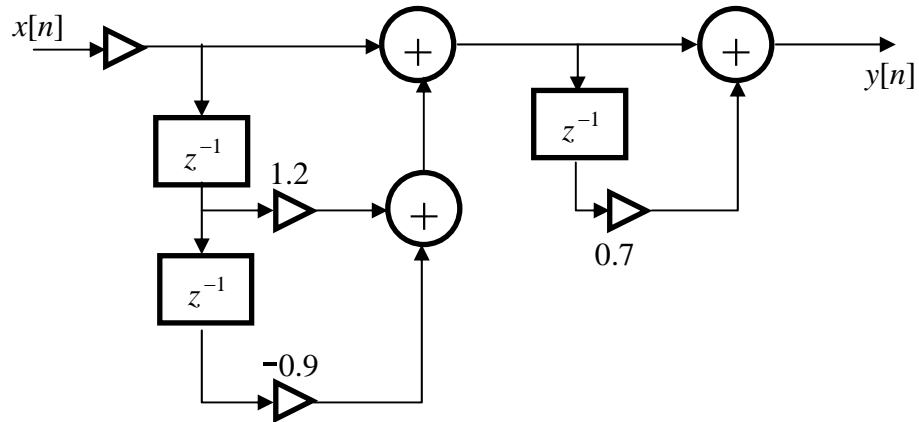 x[n]
+
+
y[n]
z⁻¹
z⁻¹
1.2
+
0.7
z⁻¹
−0.9